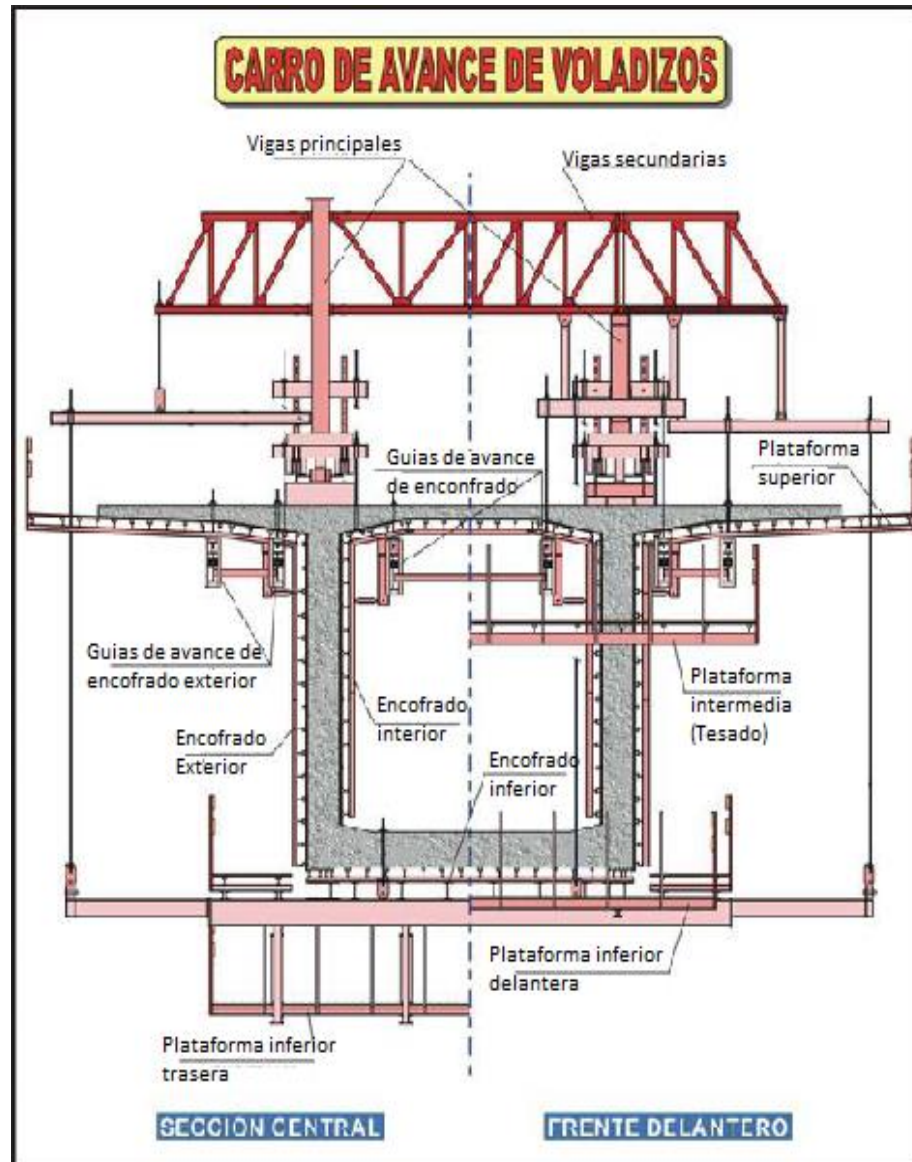 CARRO DE AVANCE DE VOLADIZOS
Vigas principales
Vigas secundarias
Guias de avance
de enconfrado
Plataforma
superior
Guias de avance de
encofrado exterior
Plataforma
intermedia
(Tesado)
Encofrado
interior
Encofrado
Exterior
Encofrado
inferior
Plataforma inferior
delantera
Plataforma inferior
trasera
SECCION CENTRAL
FRENTE DELANTERO